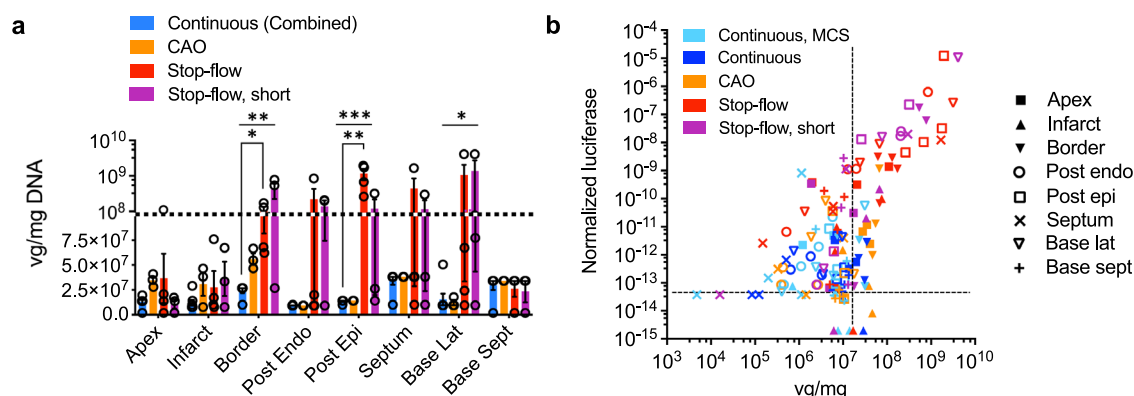 a
Continuous (Combined)
CAO
Stop-flow
Stop-flow, short
vg/mg DNA
10^10
10^9
10^8
7.5×10^7
5.0×10^7
2.5×10^7
0.0
** 
*
***
**
*
Apex
Infarct
Border
Post Endo
Post Epi
Septum
Base Lat
Base Sept
b
Continuous, MCS
Continuous
CAO
Stop-flow
Stop-flow, short
Normalized luciferase
10^-4
10^-5
10^-6
10^-7
10^-8
10^-9
10^-10
10^-11
10^-12
10^-13
10^-14
10^-15
10^3 10^4 10^5 10^6 10^7 10^8 10^9 10^10
vg/mg
Apex
Infarct
Border
Post endo
Post epi
Septum
Base lat
Base sept